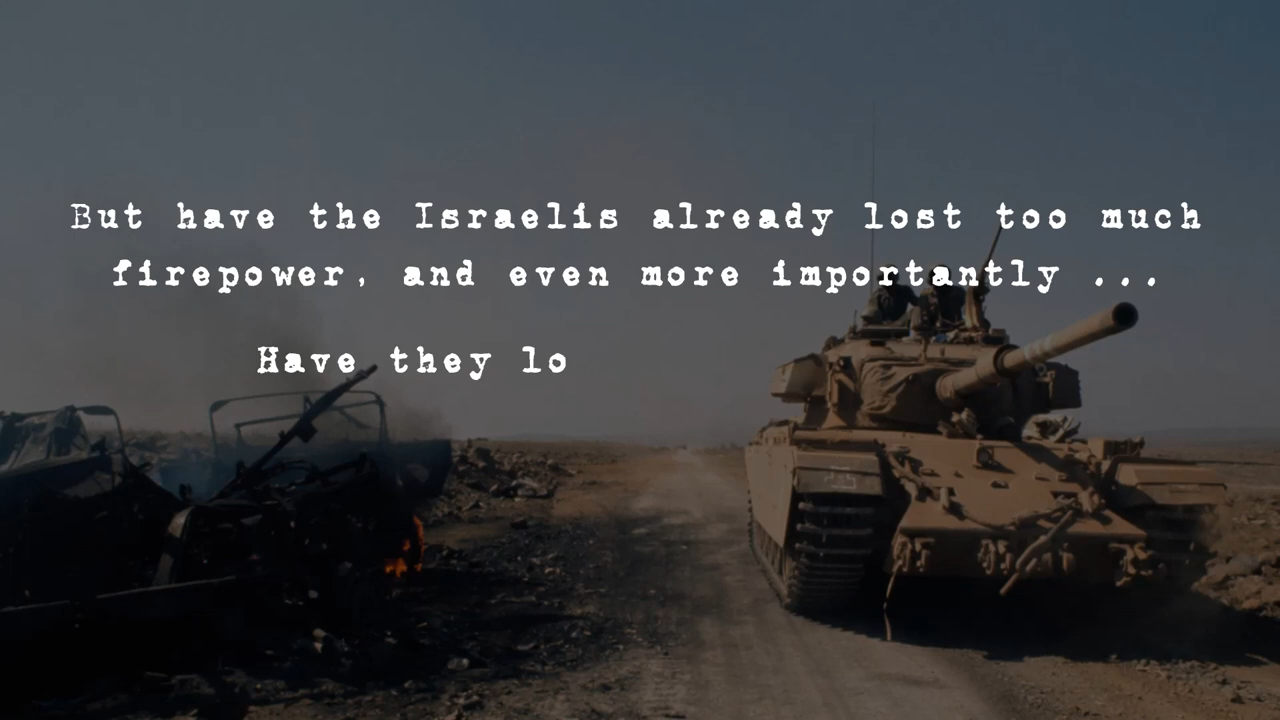 But have the Israelis already lost too much
firepower, and even more importantly ...
Have they lo